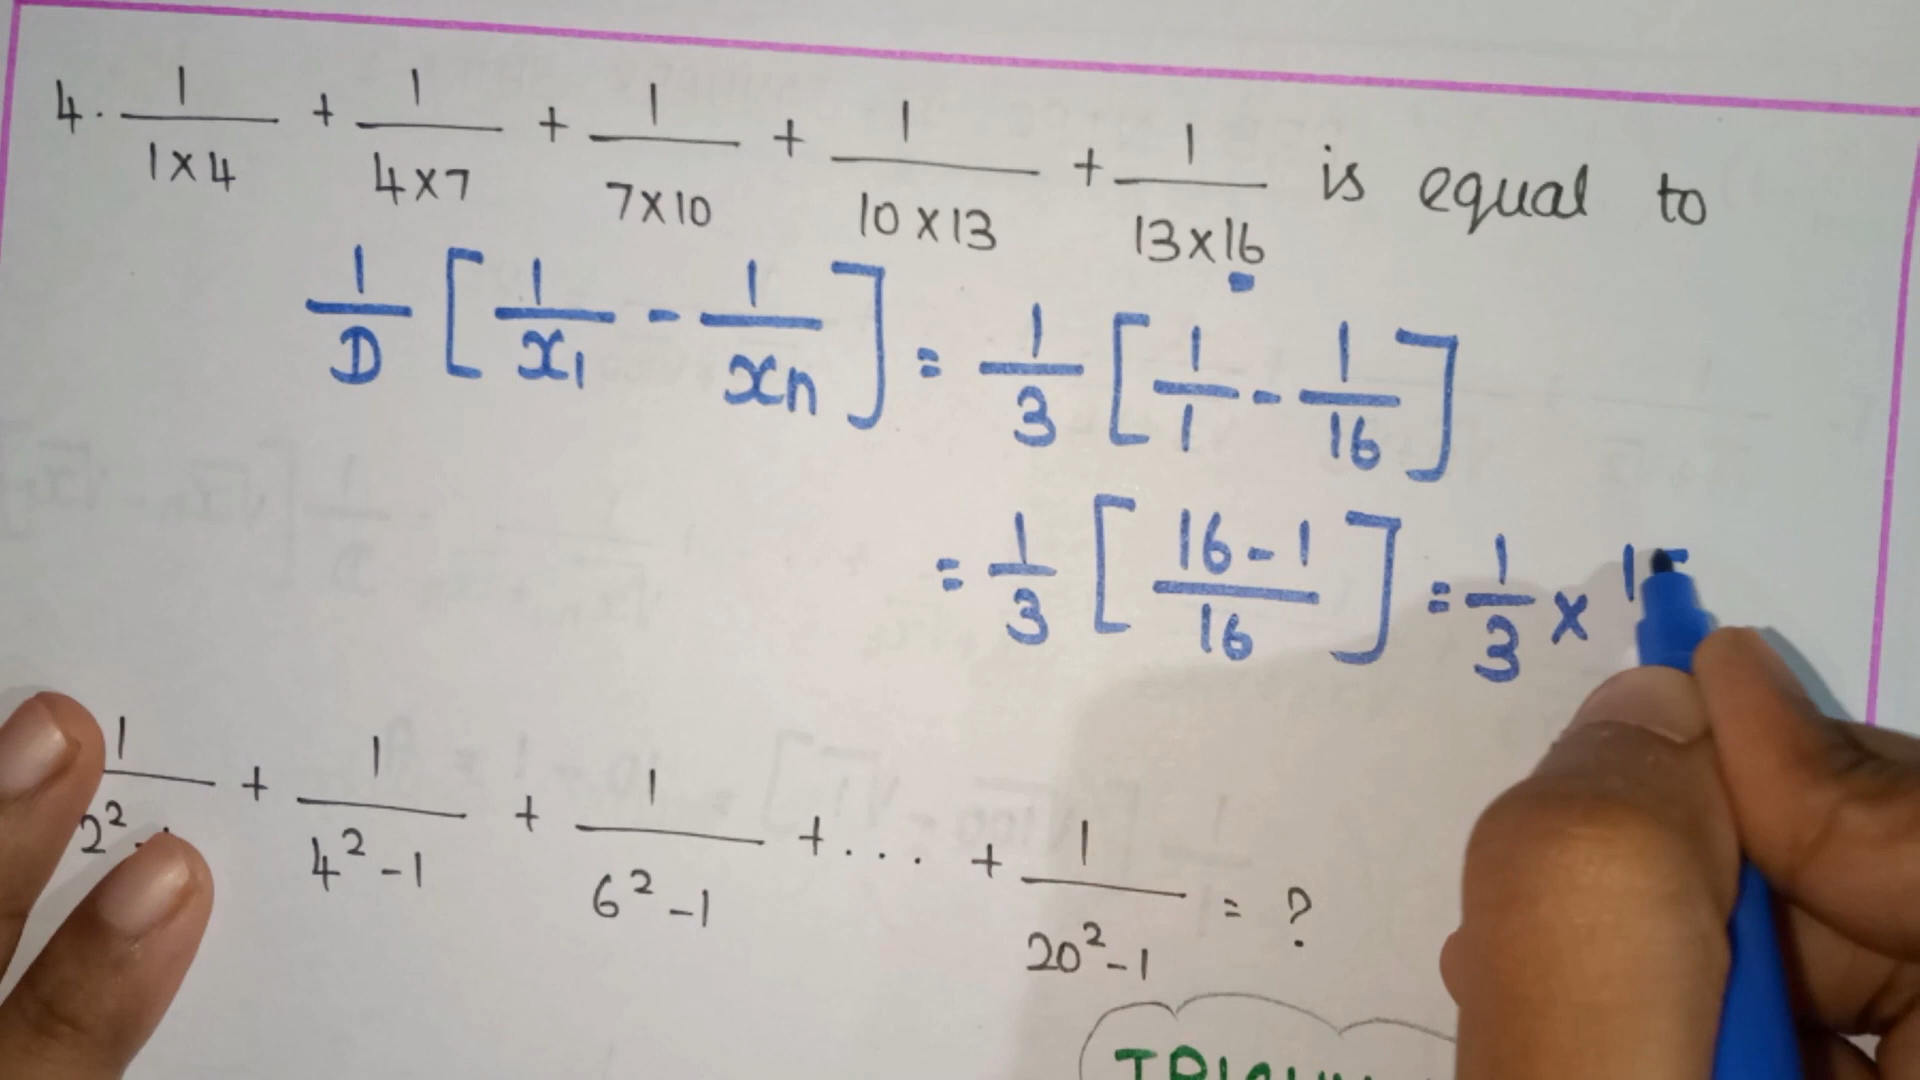 4. 1/(1×4) + 1/(4×7) + 1/(7×10) + 1/(10×13) + 1/(13×16) is equal to
1/D [1/x₁ - 1/xn] = 1/3 [1/1 - 1/16]
= 1/3 [(16-1)/16] = 1/3 ×
1/2² + 1/(4²-1) + 1/(6²-1) + ... + 1/(20²-1) = ?